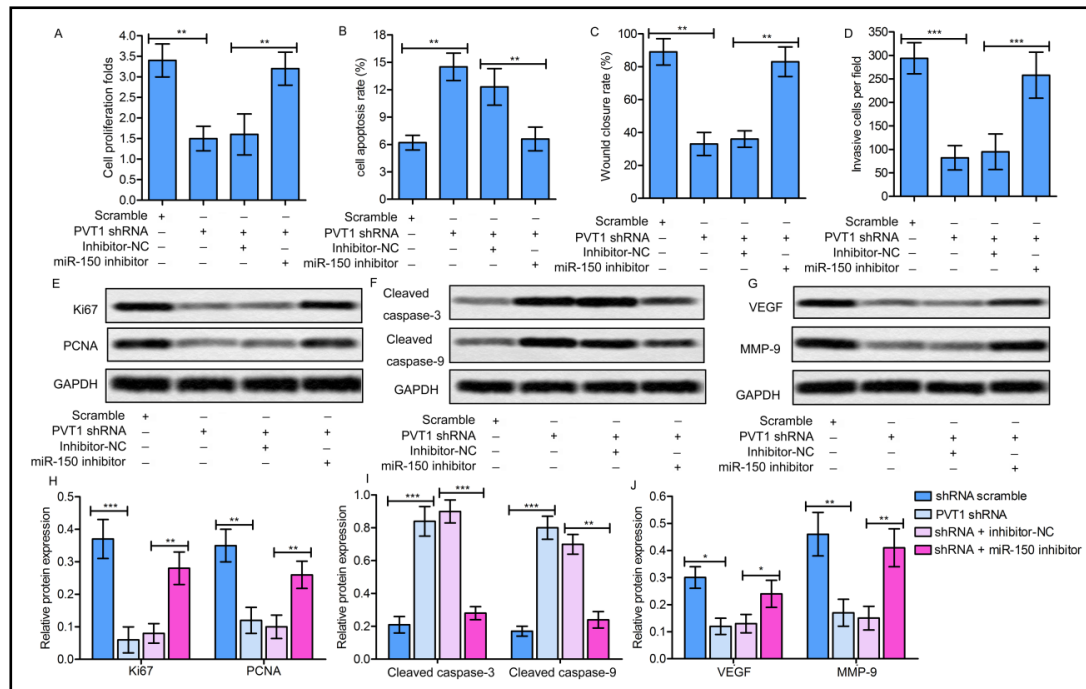 A
Cell proliferation folds
4.0
3.5
3.0
2.5
2.0
1.5
1.0
0.5
0.0
** **
Scramble + – – –
PVT1 shRNA – + + +
Inhibitor-NC – – + –
miR-150 inhibitor – – – +
B
cell apoptosis rate (%)
18
15
12
9
6
3
0
** **
Scramble + – – –
PVT1 shRNA – + + +
Inhibitor-NC – – + –
miR-150 inhibitor – – – +
C
Wounld closure rate (%)
100
80
60
40
20
0
** **
Scramble + – – –
PVT1 shRNA – + + +
Inhibitor-NC – – + –
miR-150 inhibitor – – – +
D
Invasive cells per field
350
300
250
200
150
100
50
0
*** ***
Scramble + – – –
PVT1 shRNA – + + +
Inhibitor-NC – – + –
miR-150 inhibitor – – – +
E
Ki67
PCNA
GAPDH
Scramble + – – –
PVT1 shRNA – + + +
Inhibitor-NC – – + –
miR-150 inhibitor – – – +
F
Cleaved
caspase-3
Cleaved
caspase-9
GAPDH
Scramble + – – –
PVT1 shRNA – + + +
Inhibitor-NC – – + –
miR-150 inhibitor – – – +
G
VEGF
MMP-9
GAPDH
Scramble + – – –
PVT1 shRNA – + + +
Inhibitor-NC – – + –
miR-150 inhibitor – – – +
H
Relative protein expression
0.5
0.4
0.3
0.2
0.1
0.0
*** ** ** **
Ki67 PCNA
I
Relative protein expression
1.0
0.8
0.6
0.4
0.2
0.0
*** *** *** **
Cleaved caspase-3 Cleaved caspase-9
J
Relative protein expression
0.6
0.5
0.4
0.3
0.2
0.1
0.0
* * ** **
VEGF MMP-9
shRNA scramble
PVT1 shRNA
shRNA + inhibitor-NC
shRNA + miR-150 inhibitor